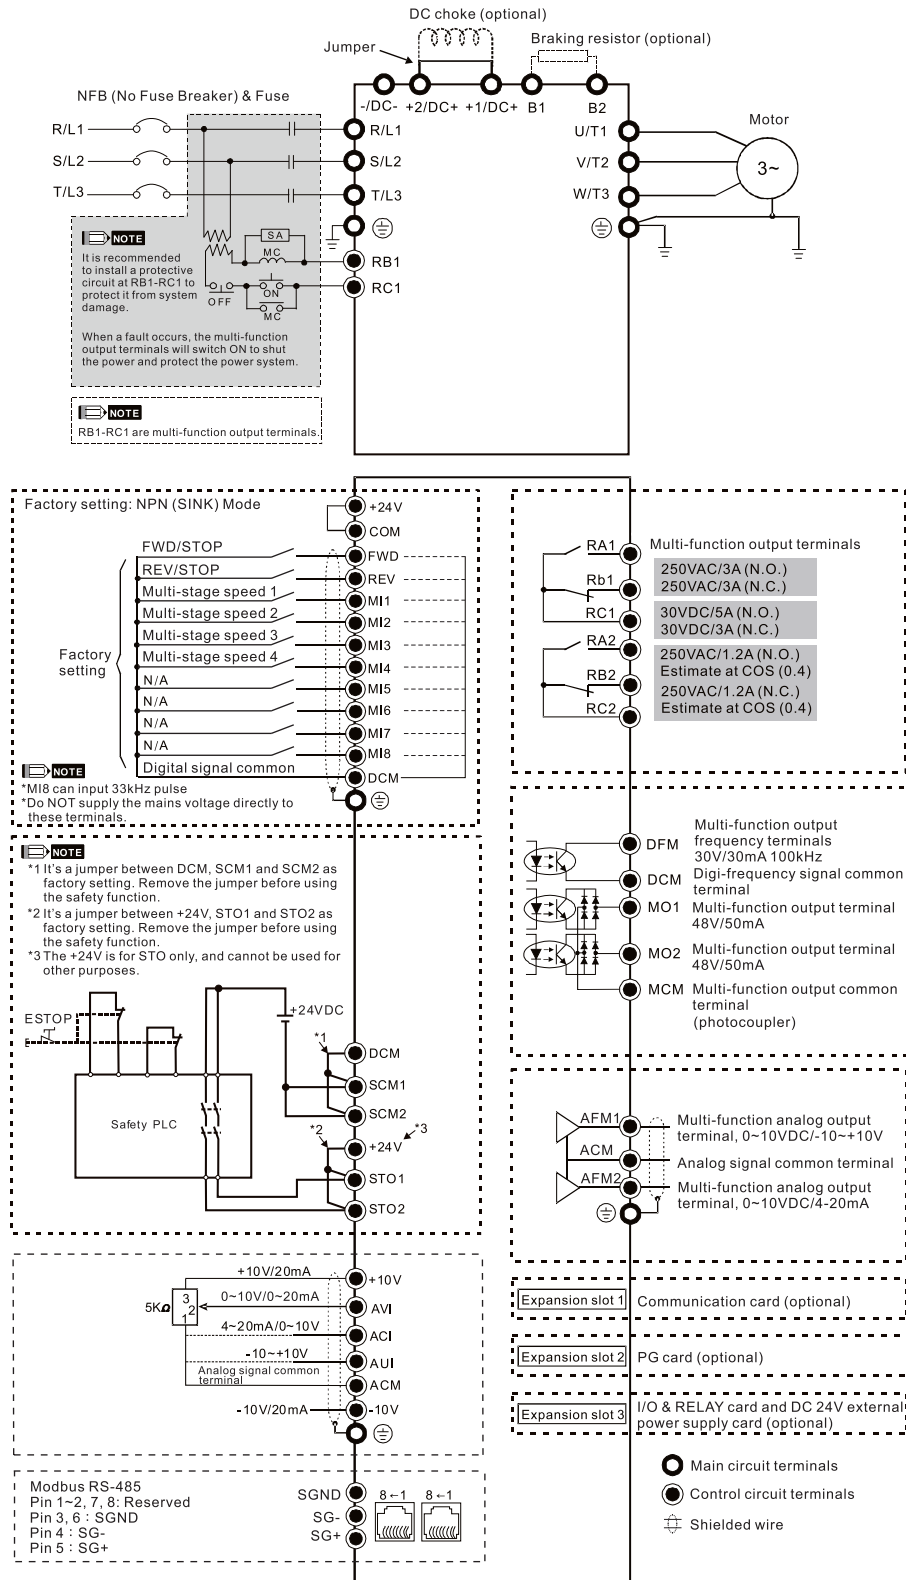 DC choke (optional)
Jumper
Braking resistor (optional)
NFB (No Fuse Breaker) & Fuse
-/DC- +2/DC+ +1/DC+ B1 B2
R/L1
S/L2
T/L3
R/L1
S/L2
T/L3
U/T1
V/T2
W/T3
Motor
3~
NOTE
It is recommended
to install a protective
circuit at RB1-RC1 to
protect it from system
damage.
When a fault occurs, the multi-function
output terminals will switch ON to shut
the power and protect the power system.
SA
MC
OFF
ON
MC
RB1
RC1
NOTE
RB1-RC1 are multi-function output terminals.
Factory setting: NPN (SINK) Mode
+24V
COM
FWD/STOP
FWD
REV/STOP
REV
Multi-stage speed 1
MI1
Multi-stage speed 2
MI2
Multi-stage speed 3
MI3
Multi-stage speed 4
MI4
N/A
MI5
N/A
MI6
N/A
MI7
N/A
MI8
Digital signal common
DCM
Factory
setting
NOTE
*MI8 can input 33kHz pulse
*Do NOT supply the mains voltage directly to
these terminals.
RA1
Rb1
RC1
RA2
RB2
RC2
Multi-function output terminals
250VAC/3A (N.O.)
250VAC/3A (N.C.)
30VDC/5A (N.O.)
30VDC/3A (N.C.)
250VAC/1.2A (N.O.)
Estimate at COS (0.4)
250VAC/1.2A (N.C.)
Estimate at COS (0.4)
NOTE
*1 It's a jumper between DCM, SCM1 and SCM2 as
factory setting. Remove the jumper before using
the safety function.
*2 It's a jumper between +24V, STO1 and STO2 as
factory setting. Remove the jumper before using
the safety function.
*3 The +24V is for STO only, and cannot be used for
other purposes.
ESTOP
+24VDC
Safety PLC
*1
DCM
SCM1
SCM2
*2
+24V
*3
STO1
STO2
DFM
Multi-function output
frequency terminals
30V/30mA 100kHz
DCM
Digi-frequency signal common
terminal
MO1
Multi-function output terminal
48V/50mA
MO2
Multi-function output terminal
48V/50mA
MCM
Multi-function output common
terminal
(photocoupler)
AFM1
Multi-function analog output
terminal, 0~10VDC/-10~+10V
ACM
Analog signal common terminal
AFM2
Multi-function analog output
terminal, 0~10VDC/4-20mA
+10V/20mA
+10V
5KΩ
3
2
1
0~10V/0~20mA
AVI
4~20mA/0~10V
ACI
-10~+10V
AUI
Analog signal common
terminal
ACM
-10V/20mA
-10V
Expansion slot 1
Communication card (optional)
Expansion slot 2
PG card (optional)
Expansion slot 3
I/O & RELAY card and DC 24V external
power supply card (optional)
Modbus RS-485
Pin 1~2, 7, 8: Reserved
Pin 3, 6 : SGND
Pin 4 : SG-
Pin 5 : SG+
SGND
SG-
SG+
8←1 8←1
Main circuit terminals
Control circuit terminals
Shielded wire